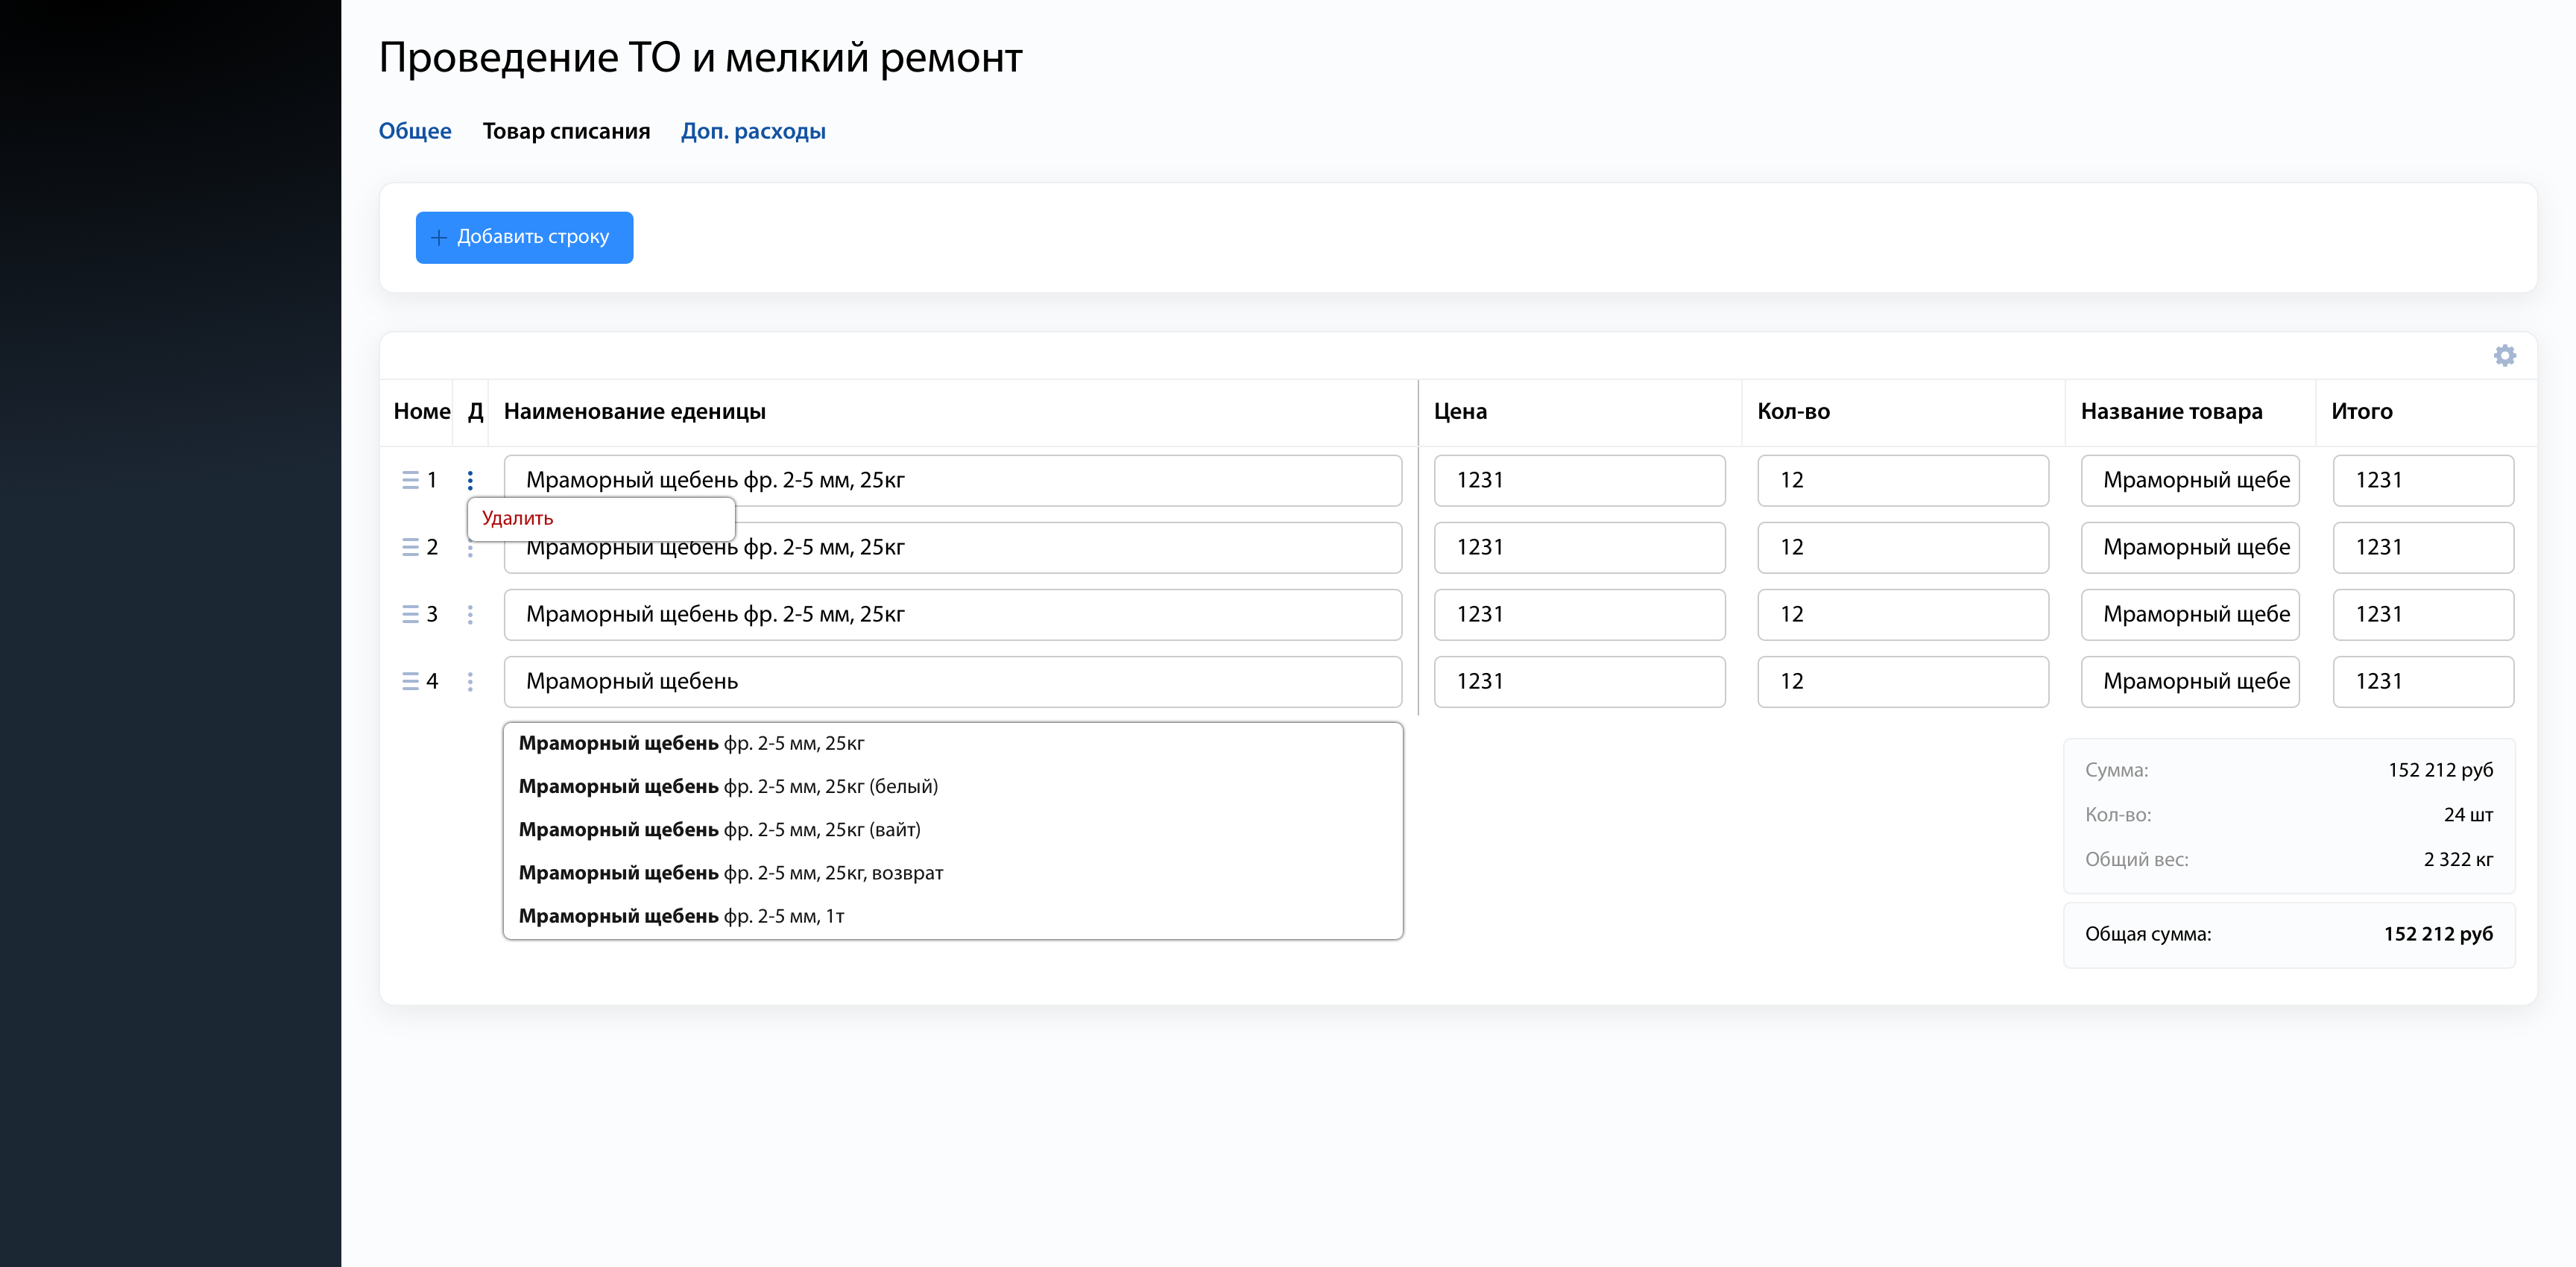 Проведение ТО и мелкий ремонт
Общее Товар списания Доп. расходы
Добавить строку
Номе Д Наименование еденицы Цена Кол-во Название товара Итого
1 Мраморный щебень фр. 2-5 мм, 25кг 1231 12 Мраморный щебе 1231
Удалить
2 Мраморный щебень фр. 2-5 мм, 25кг 1231 12 Мраморный щебе 1231
3 Мраморный щебень фр. 2-5 мм, 25кг 1231 12 Мраморный щебе 1231
4 Мраморный щебень 1231 12 Мраморный щебе 1231
Мраморный щебень фр. 2-5 мм, 25кг
Мраморный щебень фр. 2-5 мм, 25кг (белый)
Мраморный щебень фр. 2-5 мм, 25кг (вайт)
Мраморный щебень фр. 2-5 мм, 25кг, возврат
Мраморный щебень фр. 2-5 мм, 1т
Сумма: 152 212 руб
Кол-во: 24 шт
Общий вес: 2 322 кг
Общая сумма: 152 212 руб